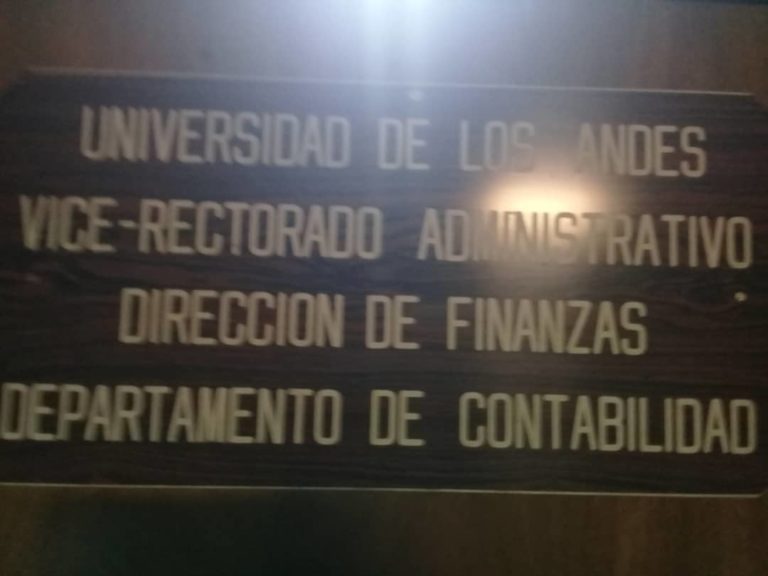 UNIVERSIDAD DE LOS ANDES
VICE-RECTORADO ADMINISTRATIVO
DIRECCION DE FINANZAS
DEPARTAMENTO DE CONTABILIDAD